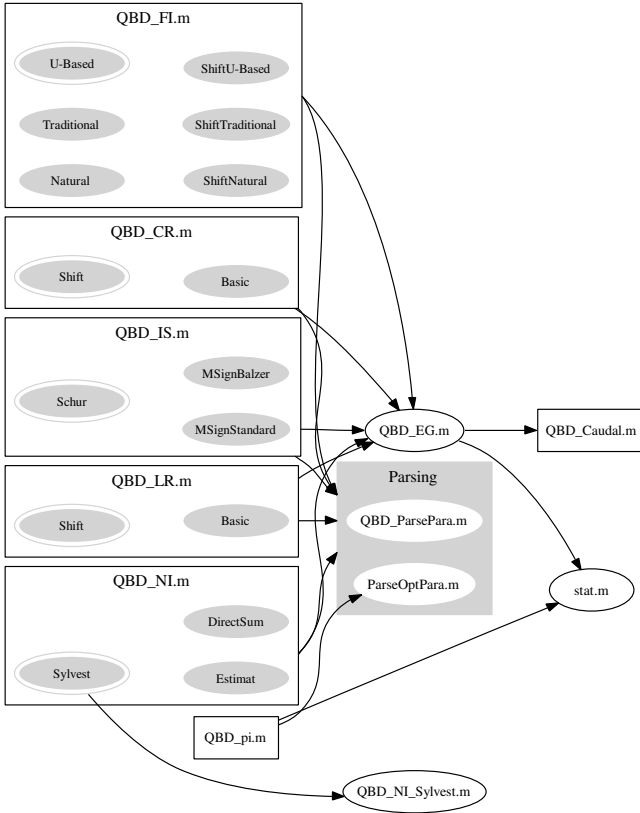 QBD_FI.m
U-Based
ShiftU-Based
Traditional
ShiftTraditional
Natural
ShiftNatural
QBD_CR.m
Shift
Basic
QBD_IS.m
MSignBalzer
Schur
MSignStandard
QBD_EG.m
QBD_Caudal.m
QBD_LR.m
Shift
Basic
Parsing
QBD_ParsePara.m
ParseOptPara.m
stat.m
QBD_NI.m
DirectSum
Sylvest
Estimat
QBD_pi.m
QBD_NI_Sylvest.m